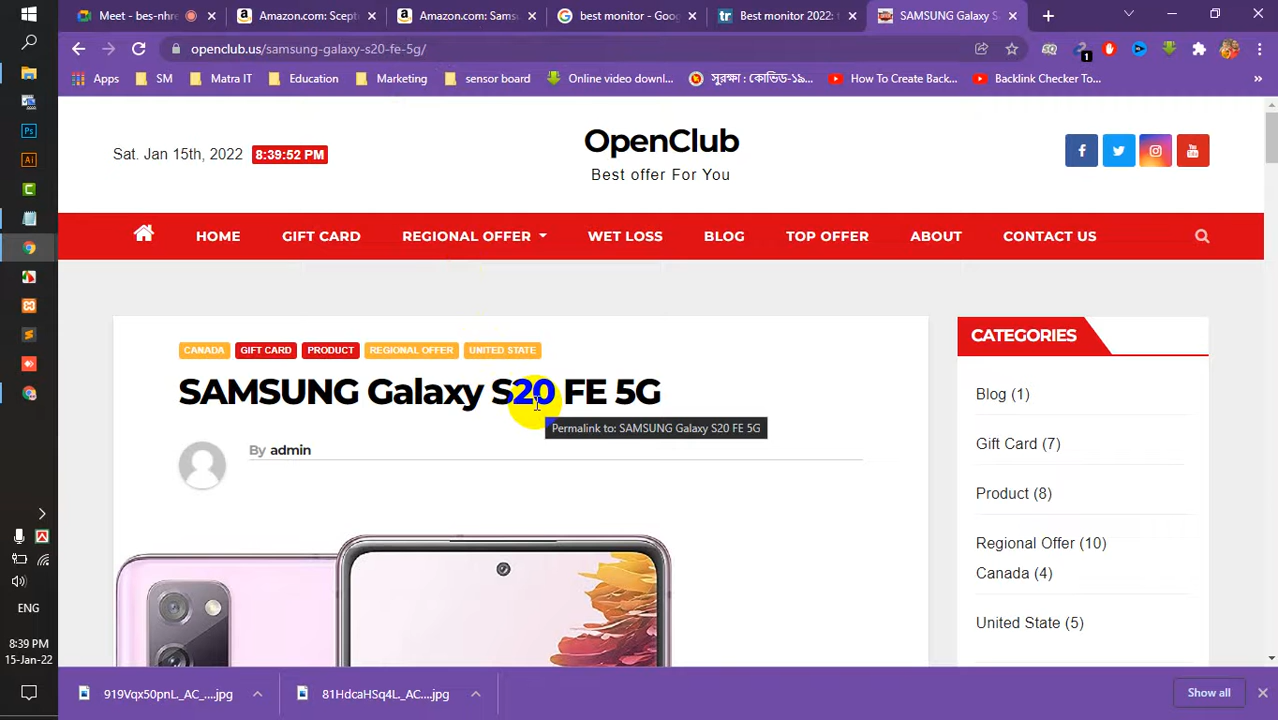 Meet - bes-nhre
Amazon.com: Scept
Amazon.com: Samsu
best monitor - Goog
Best monitor 2022: t
SAMSUNG Galaxy S
openclub.us/samsung-galaxy-s20-fe-5g/
1
Apps
SM
Matra IT
Education
Marketing
sensor board
Online video downl...
সুরক্ষা : কোভিড-১৯...
How To Create Back...
Backlink Checker To...
»
Sat. Jan 15th, 2022 8:39:52 PM
OpenClub
Best offer For You
HOME
GIFT CARD
REGIONAL OFFER
WET LOSS
BLOG
TOP OFFER
ABOUT
CONTACT US
CANADA
GIFT CARD
PRODUCT
REGIONAL OFFER
UNITED STATE
SAMSUNG Galaxy S20 FE 5G
Permalink to: SAMSUNG Galaxy S20 FE 5G
By admin
CATEGORIES
Blog (1)
Gift Card (7)
Product (8)
Regional Offer (10)
Canada (4)
United State (5)
Ps
Ai
C
ENG
8:39 PM
15-Jan-22
919Vqx50pnL_AC_....jpg
81HdcaHSq4L_AC....jpg
Show all